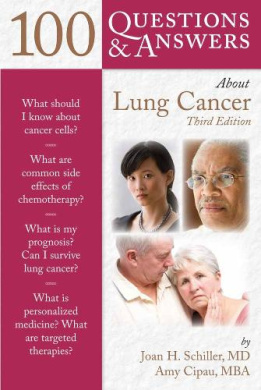 100 QUESTIONS
& ANSWERS
About
Lung Cancer
Third Edition
What should
I know about
cancer cells?
What are
common side
effects of
chemotherapy?
What is my
prognosis?
Can I survive
lung cancer?
What is
personalized
medicine? What
are targeted
therapies?
by
Joan H. Schiller, MD
Amy Cipau, MBA